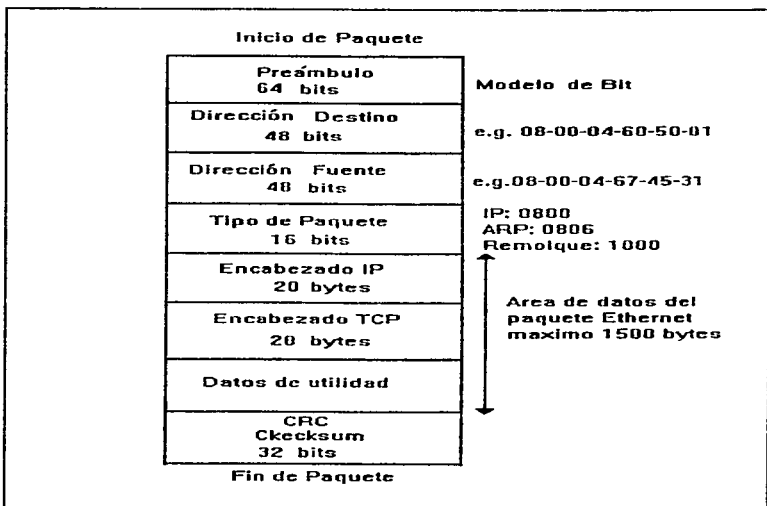 Inicio de Paquete
Preámbulo
64 bits
Modelo de Bit
Dirección Destino
48 bits
e.g. 08-00-04-60-50-01
Dirección Fuente
48 bits
e.g.08-00-04-67-45-31
Tipo de Paquete
16 bits
IP: 0800
ARP: 0806
Remolque: 1000
Encabezado IP
20 bytes
Encabezado TCP
20 bytes
Area de datos del
paquete Ethernet
maximo 1500 bytes
Datos de utilidad
CRC
Ckecksum
32 bits
Fin de Paquete